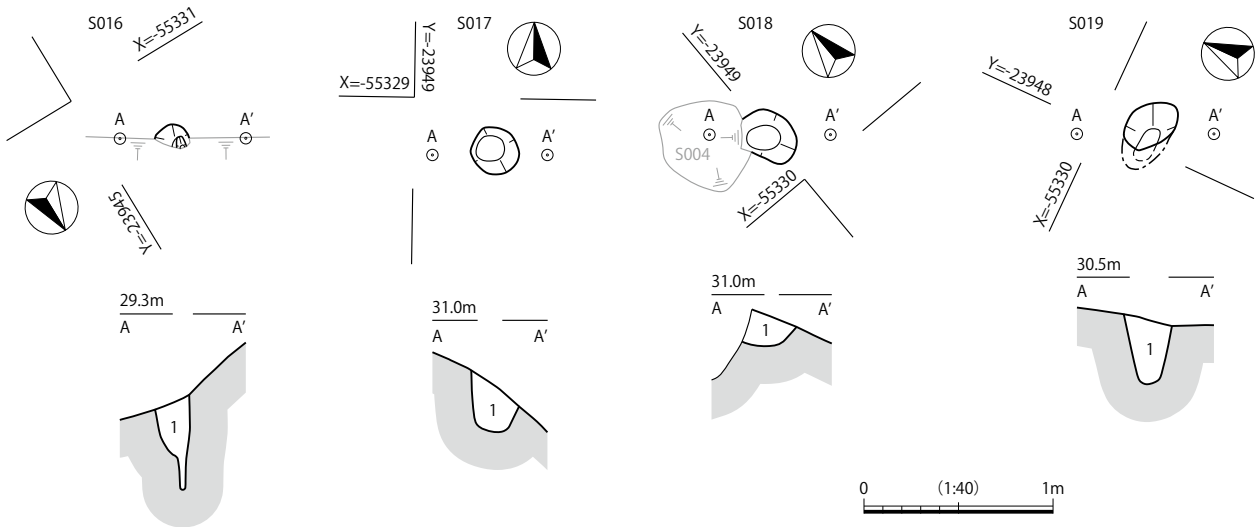 S016
X=-55331
A
A'
Y=-23945
29.3m
A
A'
1
S017
Y=-23949
X=-55329
A
A'
31.0m
A
A'
1
S018
Y=-23949
A
A'
S004
X=-55330
31.0m
A
A'
1
S019
Y=-23948
A
A'
X=-55330
30.5m
A
A'
1
0 (1:40) 1m